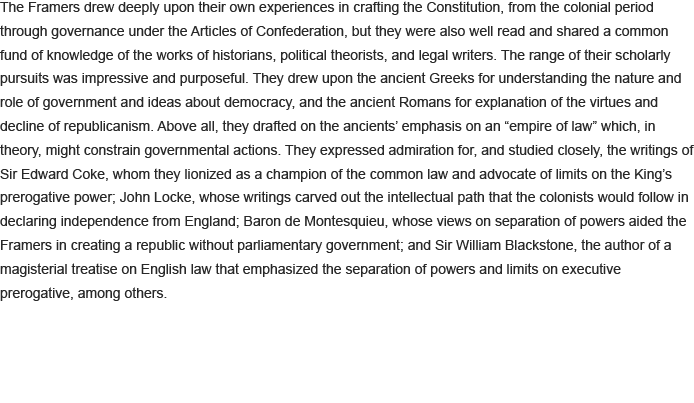 The Framers drew deeply upon their own experiences in crafting the Constitution, from the colonial period
through governance under the Articles of Confederation, but they were also well read and shared a common
fund of knowledge of the works of historians, political theorists, and legal writers. The range of their scholarly
pursuits was impressive and purposeful. They drew upon the ancient Greeks for understanding the nature and
role of government and ideas about democracy, and the ancient Romans for explanation of the virtues and
decline of republicanism. Above all, they drafted on the ancients’ emphasis on an “empire of law” which, in
theory, might constrain governmental actions. They expressed admiration for, and studied closely, the writings of
Sir Edward Coke, whom they lionized as a champion of the common law and advocate of limits on the King’s
prerogative power; John Locke, whose writings carved out the intellectual path that the colonists would follow in
declaring independence from England; Baron de Montesquieu, whose views on separation of powers aided the
Framers in creating a republic without parliamentary government; and Sir William Blackstone, the author of a
magisterial treatise on English law that emphasized the separation of powers and limits on executive
prerogative, among others.